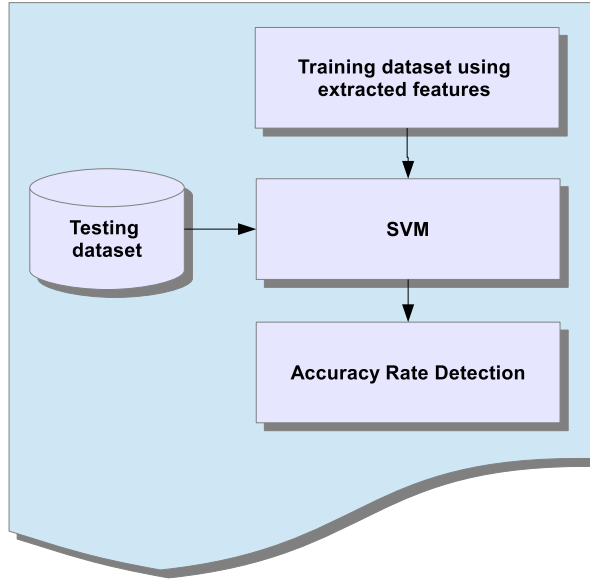 Training dataset using
extracted features
Testing
dataset
SVM
Accuracy Rate Detection